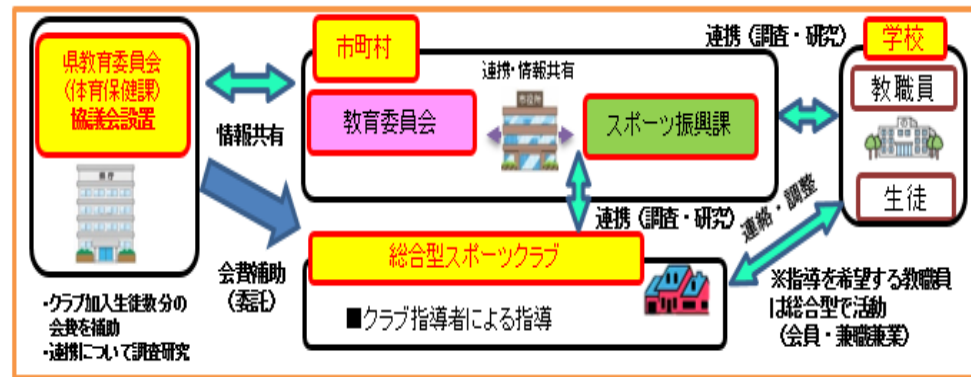 県教育委員会
(体育保健課)
協議会設置
県庁
・クラブ加入生徒数分の
会費を補助
・連携について調査研究
情報共有
会費補助
(委託)
市町村
連携・情報共有
教育委員会
市役所
スポーツ振興課
連携(調査・研究)
連携(調査・研究)
総合型スポーツクラブ
■クラブ指導者による指導
学校
教職員
生徒
連絡・調整
※指導を希望する教職員
は総合型で活動
(会員・兼職兼業)